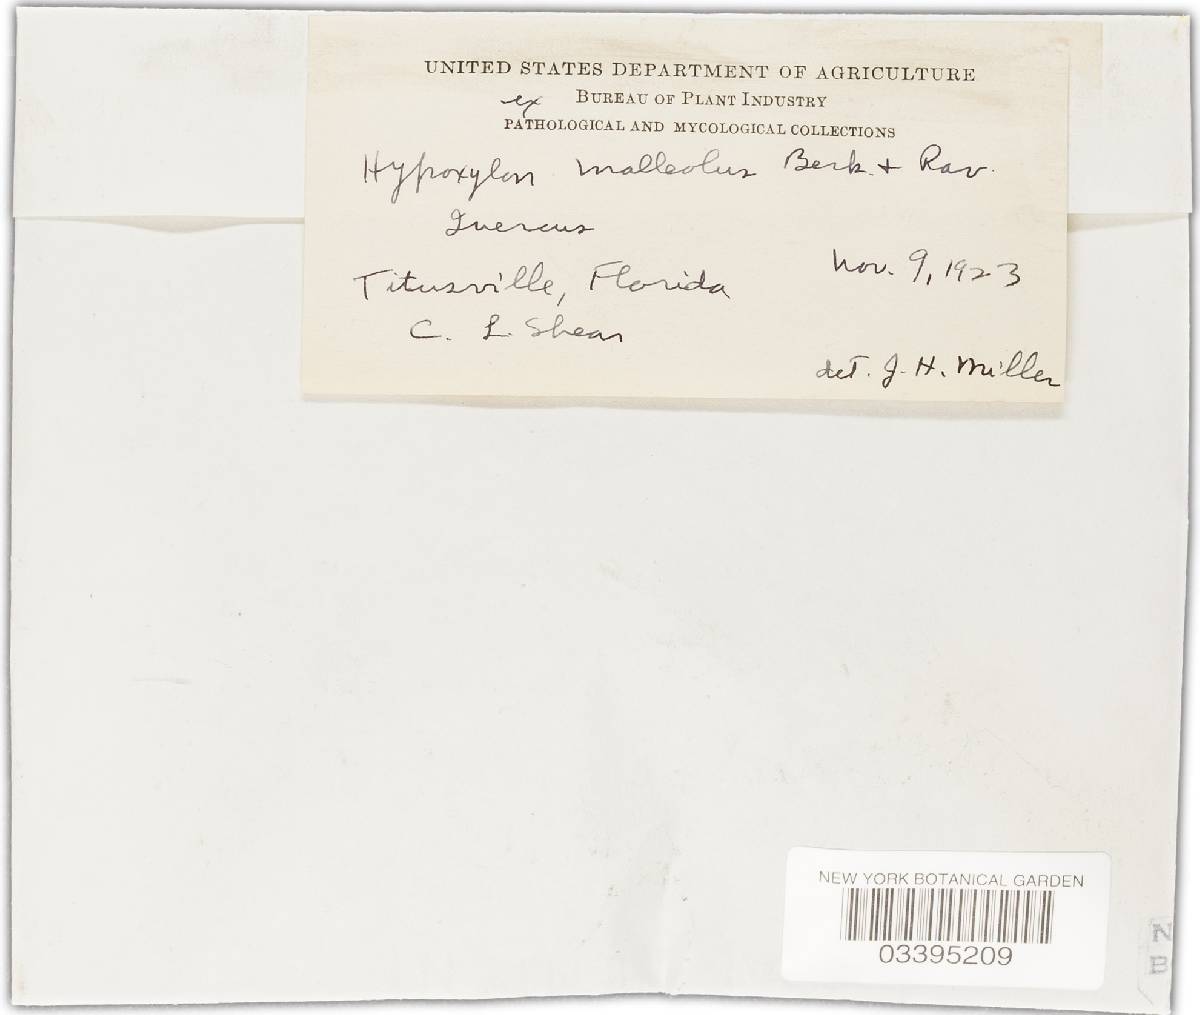 UNITED STATES DEPARTMENT OF AGRICULTURE
BUREAU OF PLANT INDUSTRY
ex
PATHOLOGICAL AND MYCOLOGICAL COLLECTIONS
Hypoxylon malleolus Berk. + Rav.
Quercus
Nov. 9, 1923
Titusville, Florida
C. L. Shear
det. J. H. Miller
NEW YORK BOTANICAL GARDEN
03395209
N
B